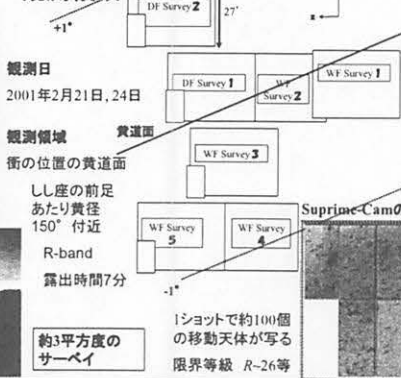 DF Survey 2
+1°
27'
z
観測日
2001年2月21日, 24日
DF Survey 1
WF Survey 2
WF Survey 1
観測領域
黄道面
衝の位置の黄道面
WF Survey 3
しし座の前足
あたり黄径
150° 付近
R-band
露出時間7分
WF Survey 5
WF Survey 4
-1°
Suprime-Camの
約3平方度の
サーベイ
1ショットで約100個
の移動天体が写る
限界等級 R~26等